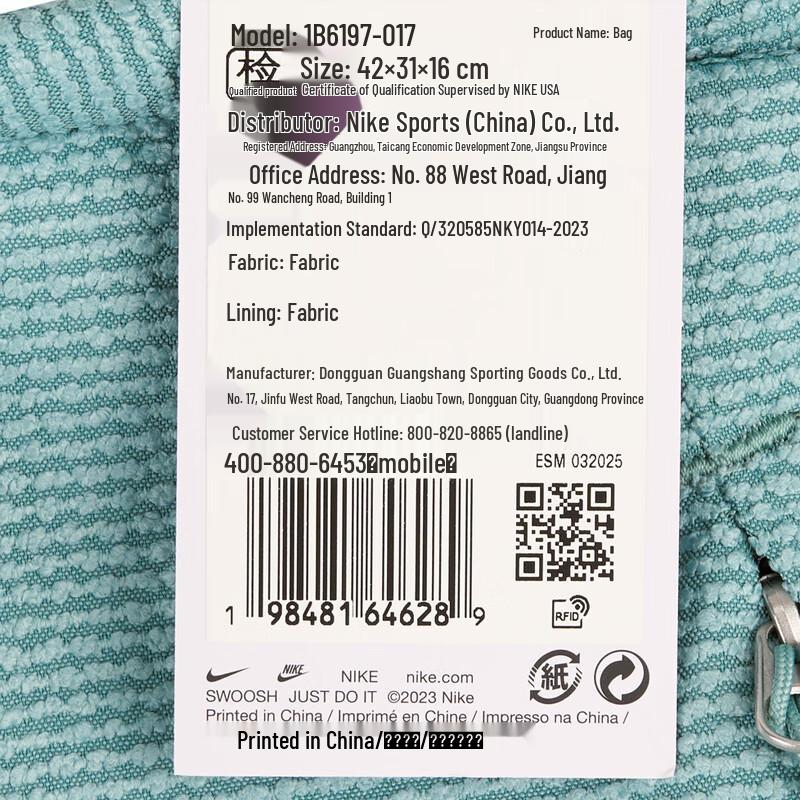 Model: 1B6197-017
Product Name: Bag
检
Size: 42×31×16 cm
Qualified product
Certificate of Qualification Supervised by NIKE USA
Distributor: Nike Sports (China) Co., Ltd.
Registered Address: Guangzhou, Taicang Economic Development Zone, Jiangsu Province
Office Address: No. 88 West Road, Jiang
No. 99 Wancheng Road, Building 1
Implementation Standard: Q/320585NKY014-2023
Fabric: Fabric
Lining: Fabric
Manufacturer: Dongguan Guangshang Sporting Goods Co., Ltd.
No. 17, Jinfu West Road, Tangchun, Liaobu Town, Dongguan City, Guangdong Province
Customer Service Hotline: 800-820-8865 (landline)
400-880-6453 mobile
ESM 032025
1 98481 64628 9
RFID
NIKE
NIKE nike.com
紙
SWOOSH JUST DO IT ©2023 Nike
Printed in China / Imprimé en Chine / Impresso na China /
Printed in China/